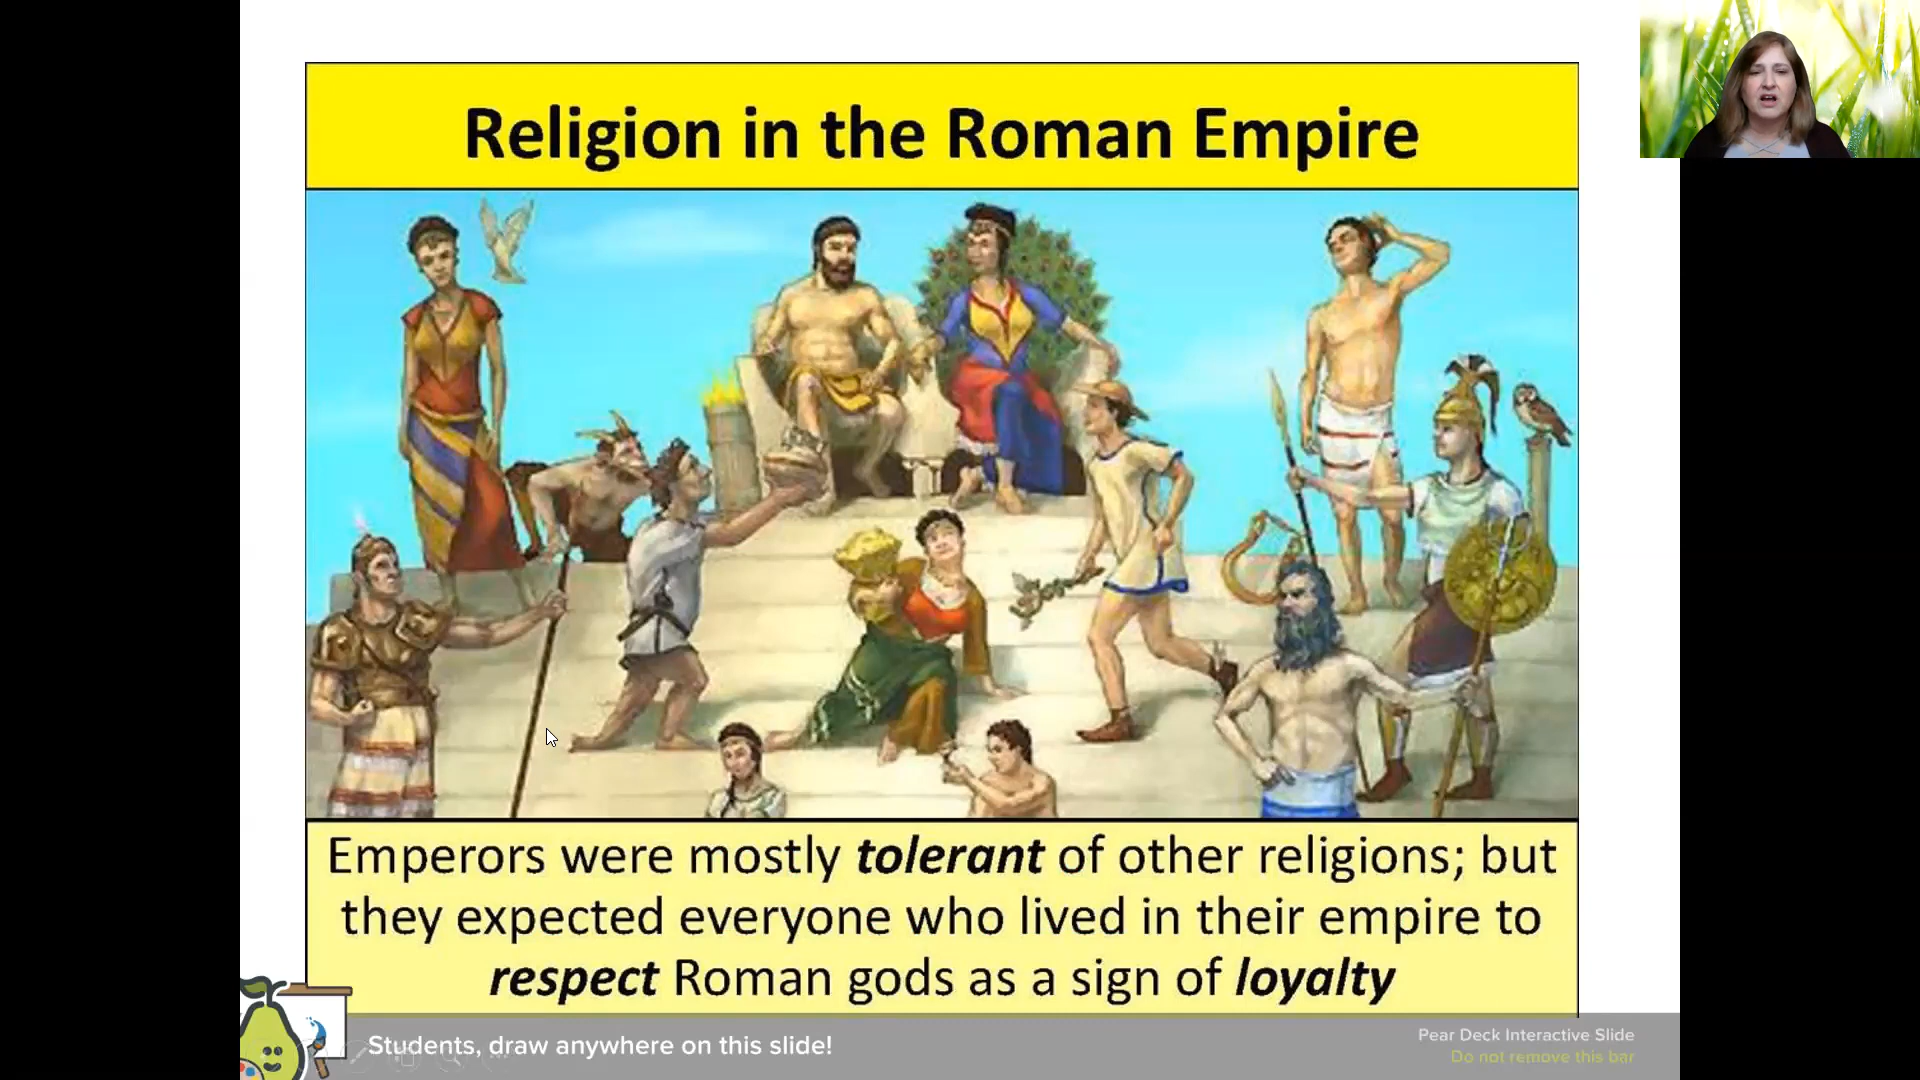 Religion in the Roman Empire
Emperors were mostly tolerant of other religions; but
they expected everyone who lived in their empire to
respect Roman gods as a sign of loyalty
Students, draw anywhere on this slide!
Pear Deck Interactive Slide
Do not remove this bar